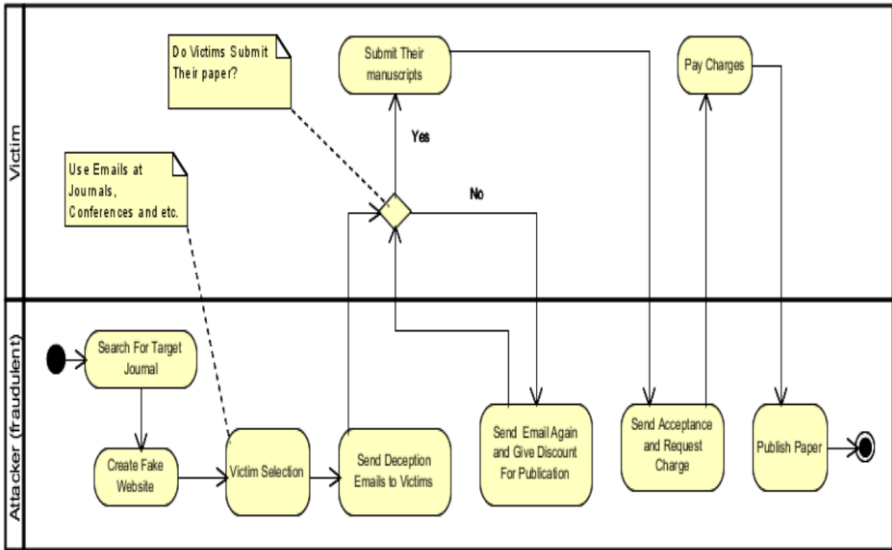 Victim
Do Victims Submit
Their paper?
Submit Their
manuscripts
Pay Charges
Yes
Use Emails at
Journals,
Conferences and etc.
No
Attacker (fraudulent)
Search For Target
Journal
Create Fake
Website
Victim Selection
Send Deception
Emails to Victims
Send Email Again
and Give Discount
For Publication
Send Acceptance
and Request
Charge
Publish Paper